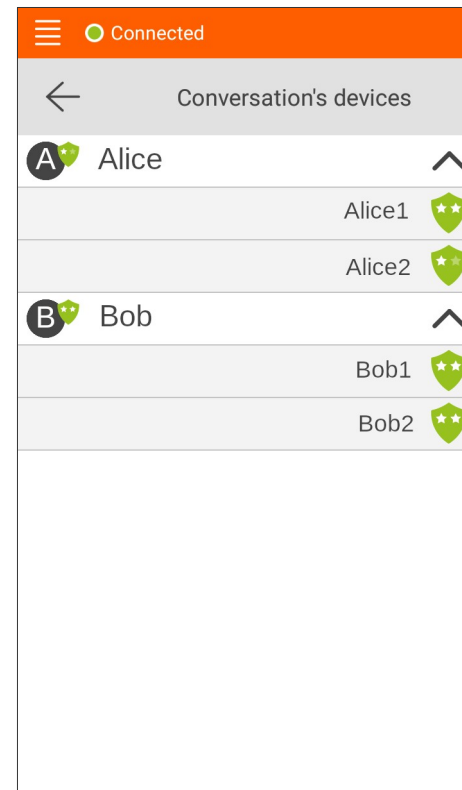 Connected
Conversation's devices
A Alice
Alice1
Alice2
B Bob
Bob1
Bob2